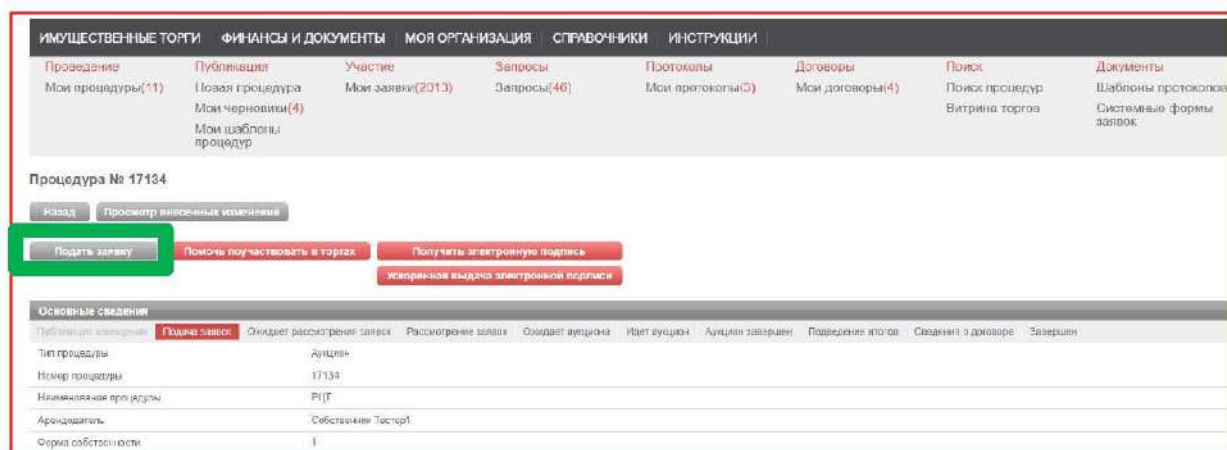 ИМУЩЕСТВЕННЫЕ ТОРГИ ФИНАНСЫ И ДОКУМЕНТЫ МОЯ ОРГАНИЗАЦИЯ СПРАВОЧНИКИ ИНСТРУКЦИИ
Проведение Публикация Участие Запросы Протоколы Договоры Поиск Документы
Мои процедуры(11) Новая процедура Мои заявки(2013) Запросы(46) Мои протоколы(3) Мои договоры(4) Поиск процедур Шаблоны протоколов
Мои черновики(4) Витрина торгов Системные формы
заявок
Мои шаблоны
процедур
Процедура № 17134
Назад Просмотр внесенных изменений
Подать заявку Помочь поучаствовать в торгах Получить электронную подпись
Ускоренная выдача электронной подписи
Основные сведения
Публикация извещения Подача заявок Ожидает рассмотрения заявок Рассмотрение заявок Ожидает аукциона Идет аукцион Аукцион завершен Подведение итогов Сведения о договоре Завершен
Тип процедуры Аукцион
Номер процедуры 17134
Наименование процедуры РЦТ
Арендодатель Собственник Тестер1
Форма собственности 1